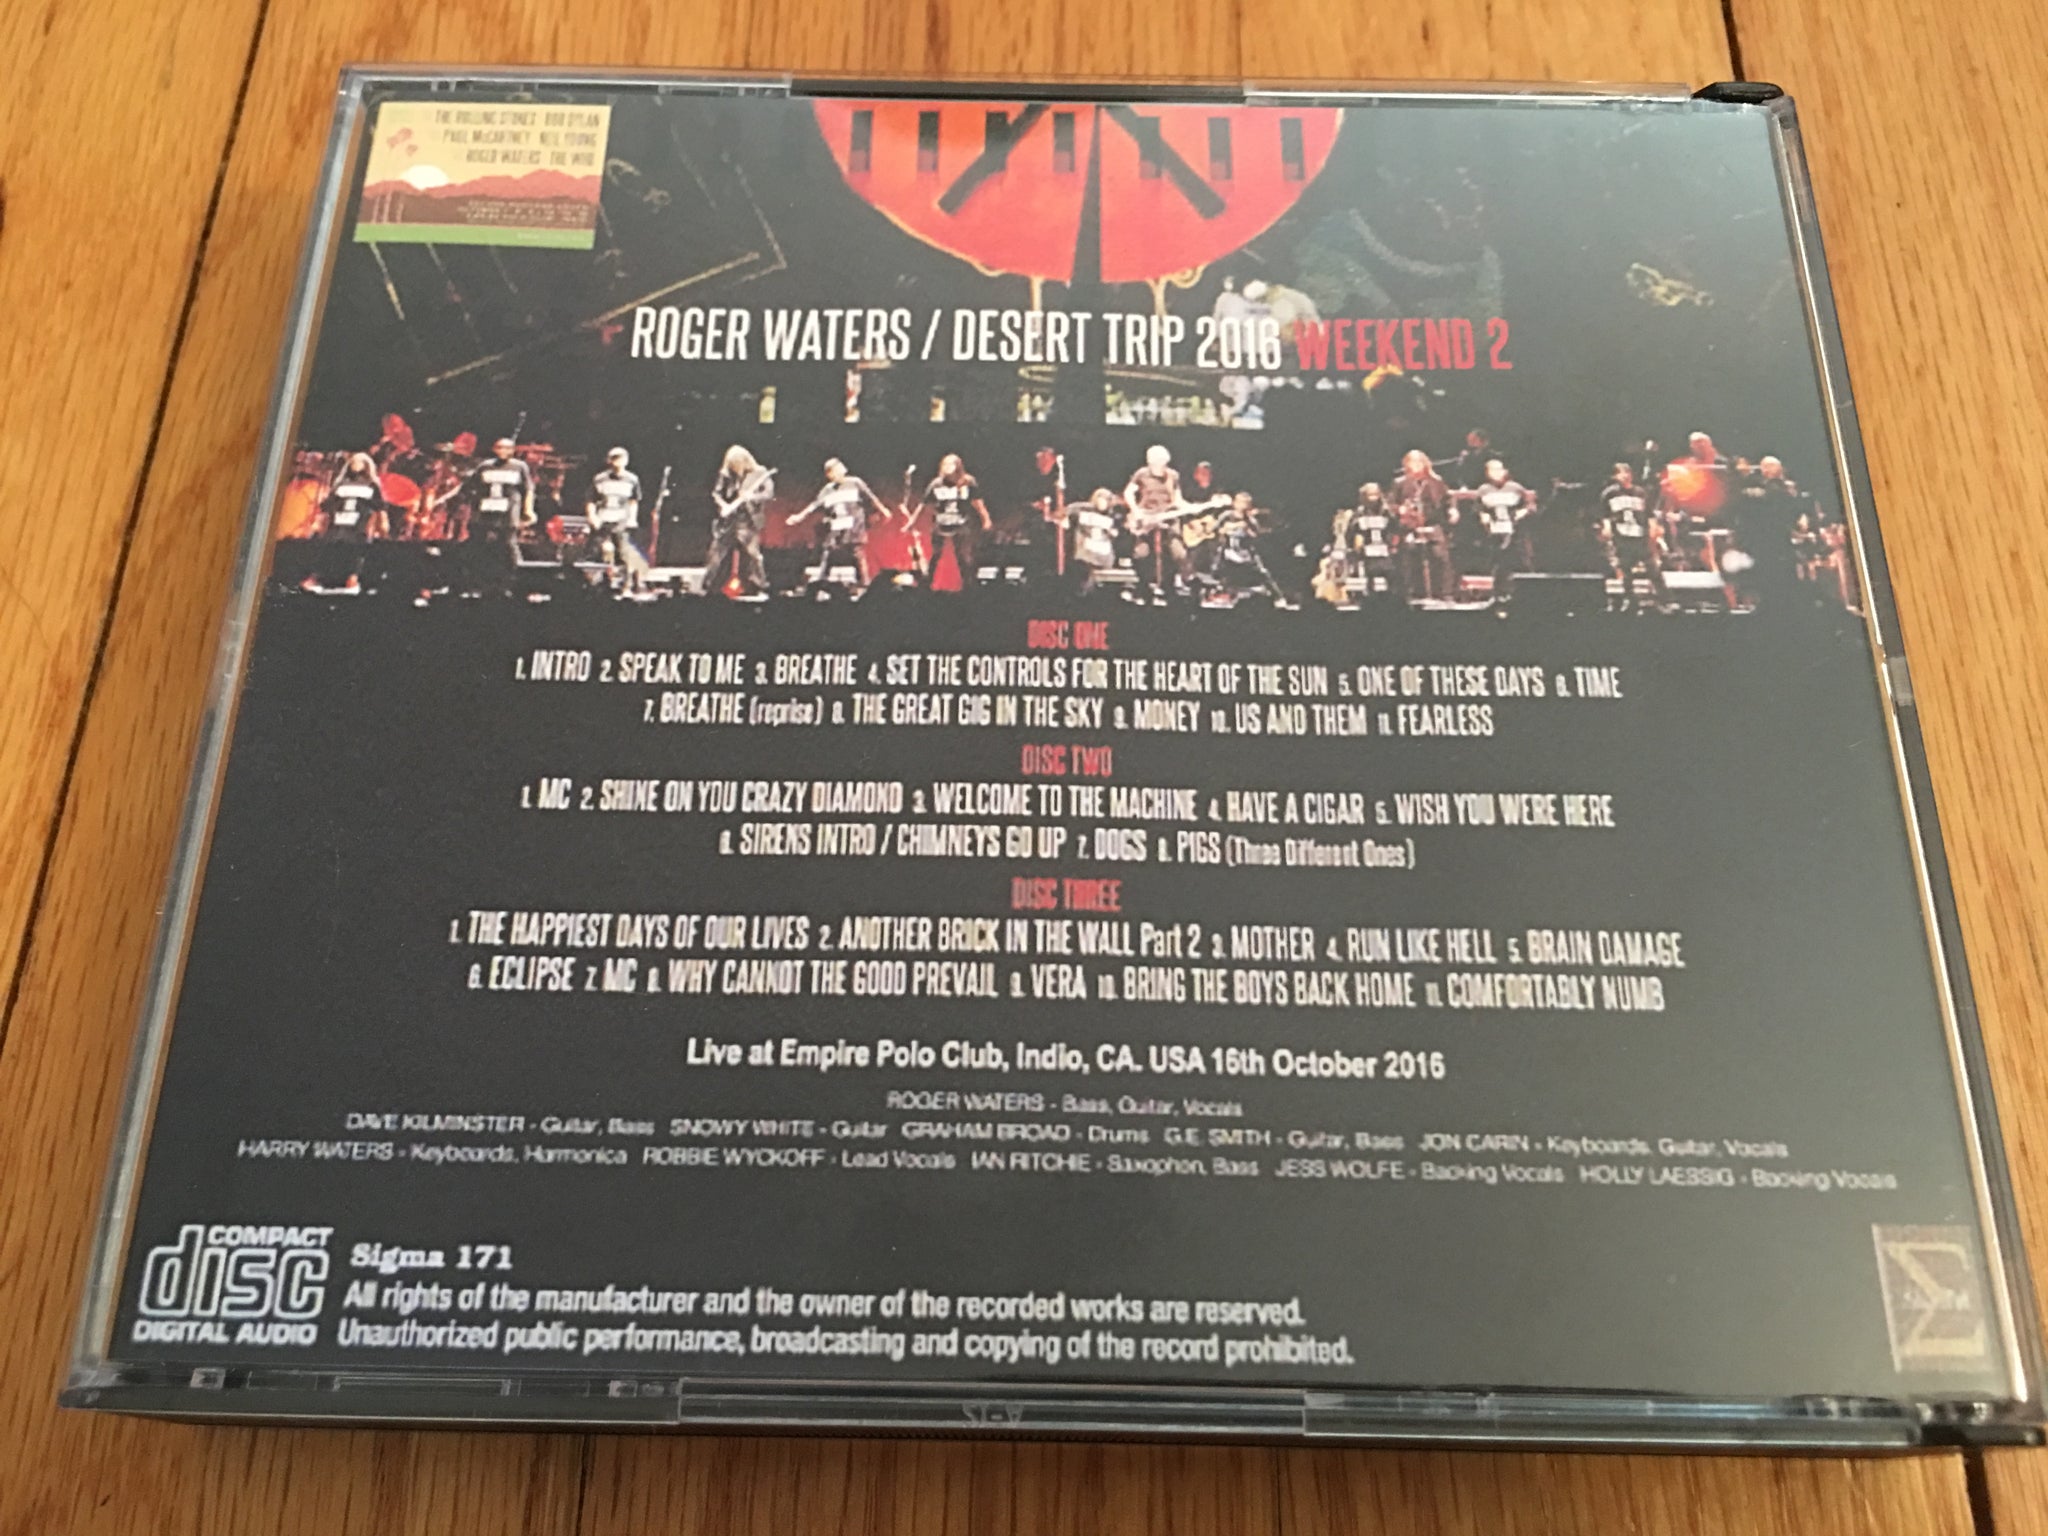 THE ROLLING STONES BOB DYLAN
PAUL McCARTNEY NEIL YOUNG
ROGER WATERS THE WHO
ROGER WATERS / DESERT TRIP 2016 WEEKEND 2
DISC ONE
1. INTRO 2. SPEAK TO ME 3. BREATHE 4. SET THE CONTROLS FOR THE HEART OF THE SUN 5. ONE OF THESE DAYS 6. TIME
7. BREATHE (reprise) 8. THE GREAT GIG IN THE SKY 9. MONEY 10. US AND THEM 11. FEARLESS
DISC TWO
1. MC 2. SHINE ON YOU CRAZY DIAMOND 3. WELCOME TO THE MACHINE 4. HAVE A CIGAR 5. WISH YOU WERE HERE
6. SIRENS INTRO / CHIMNEYS GO UP 7. DOGS 8. PIGS (Three Different Ones)
DISC THREE
1. THE HAPPIEST DAYS OF OUR LIVES 2. ANOTHER BRICK IN THE WALL Part 2 3. MOTHER 4. RUN LIKE HELL 5. BRAIN DAMAGE
6. ECLIPSE 7. MC 8. WHY CANNOT THE GOOD PREVAIL 9. VERA 10. BRING THE BOYS BACK HOME 11. COMFORTABLY NUMB
Live at Empire Polo Club, Indio, CA. USA 16th October 2016
ROGER WATERS - Bass, Guitar, Vocals
DAVE KILMINSTER - Guitar, Bass SNOWY WHITE - Guitar GRAHAM BROAD - Drums G.E. SMITH - Guitar, Bass JON CARIN - Keyboards, Guitar, Vocals
HARRY WATERS - Keyboards, Harmonica ROBBIE WYCKOFF - Lead Vocals IAN RITCHIE - Saxophon, Bass JESS WOLFE - Backing Vocals HOLLY LAESSIG - Backing Vocals
COMPACT
disc
DIGITAL AUDIO
Sigma 171
All rights of the manufacturer and the owner of the recorded works are reserved.
Unauthorized public performance, broadcasting and copying of the record prohibited.
Σ